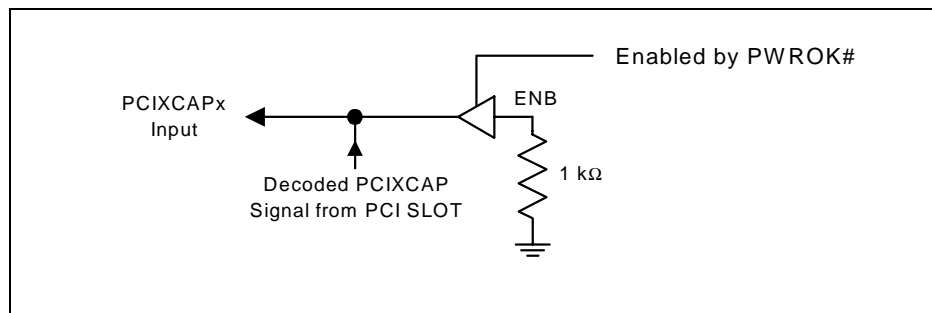 Enabled by PWROK#
ENB
PCIXCAPx
Input
1 kΩ
Decoded PCIXCAP
Signal from PCI SLOT